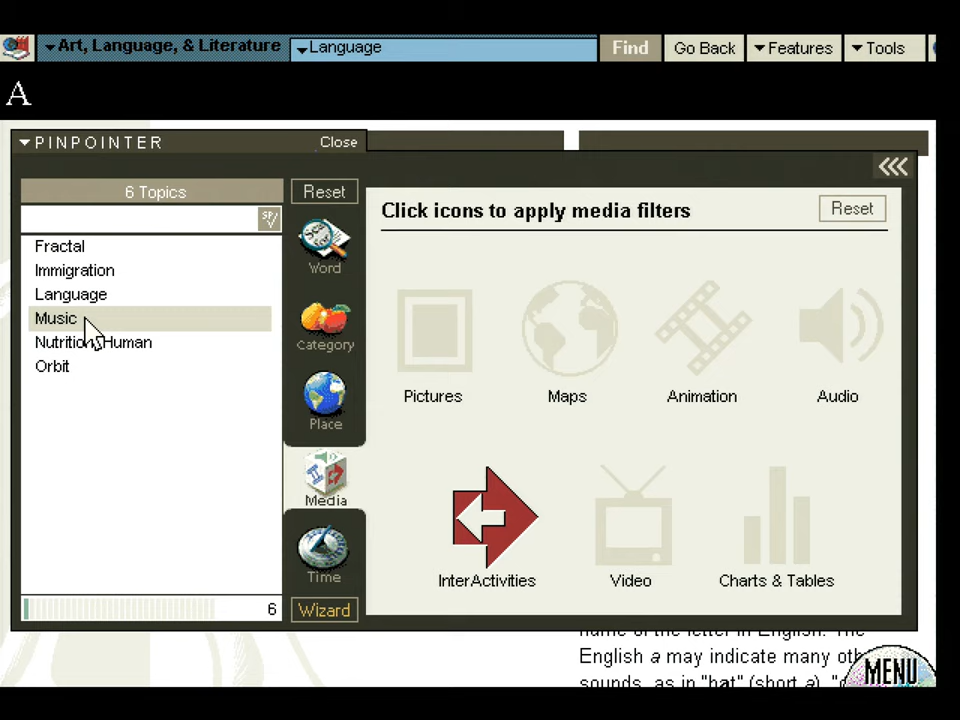 Art, Language, & Literature
Language
Find
Go Back
Features
Tools
A
PINPOINTER
Close
6 Topics
Reset
Fractal
Immigration
Language
Music
Nutrition, Human
Orbit
6
Word
Category
Place
Media
Time
Wizard
Click icons to apply media filters
Reset
Pictures
Maps
Animation
Audio
InterActivities
Video
Charts & Tables
name of the letter in English. The
English a may indicate many
sounds, as in "hat" (short a),
MENU